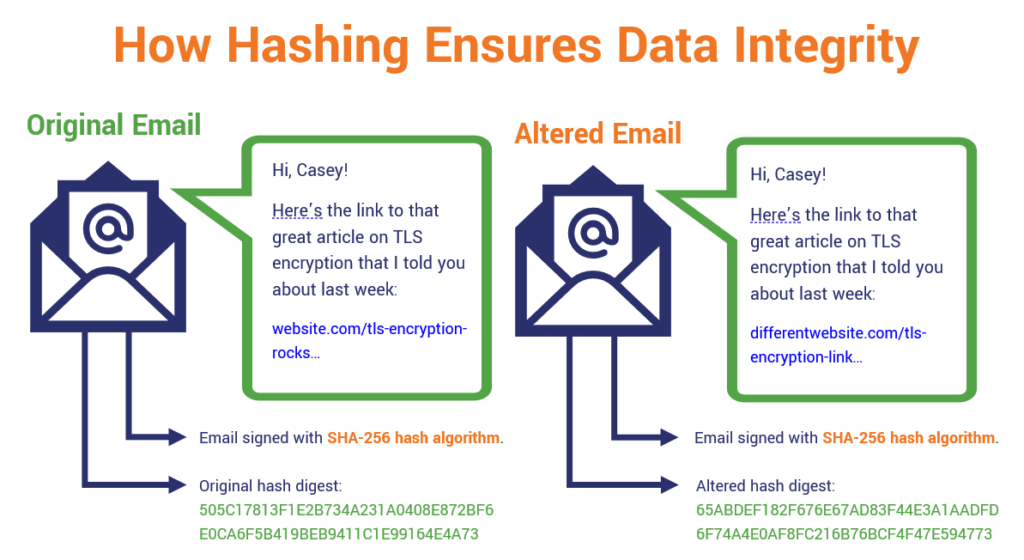 How Hashing Ensures Data Integrity
Original Email
Hi, Casey!
Here's the link to that
great article on TLS
encryption that I told you
about last week:
website.com/tls-encryption-
rocks...
Email signed with SHA-256 hash algorithm.
Original hash digest:
505C17813F1E2B734A231A0408E872BF6
E0CA6F5B419BEB9411C1E99164E4A73
Altered Email
Hi, Casey!
Here's the link to that
great article on TLS
encryption that I told you
about last week:
differentwebsite.com/tls-
encryption-link...
Email signed with SHA-256 hash algorithm.
Altered hash digest:
65ABDEF182F676E67AD83F44E3A1AADFD
6F74A4E0AF8FC216B76BCF4F47E594773